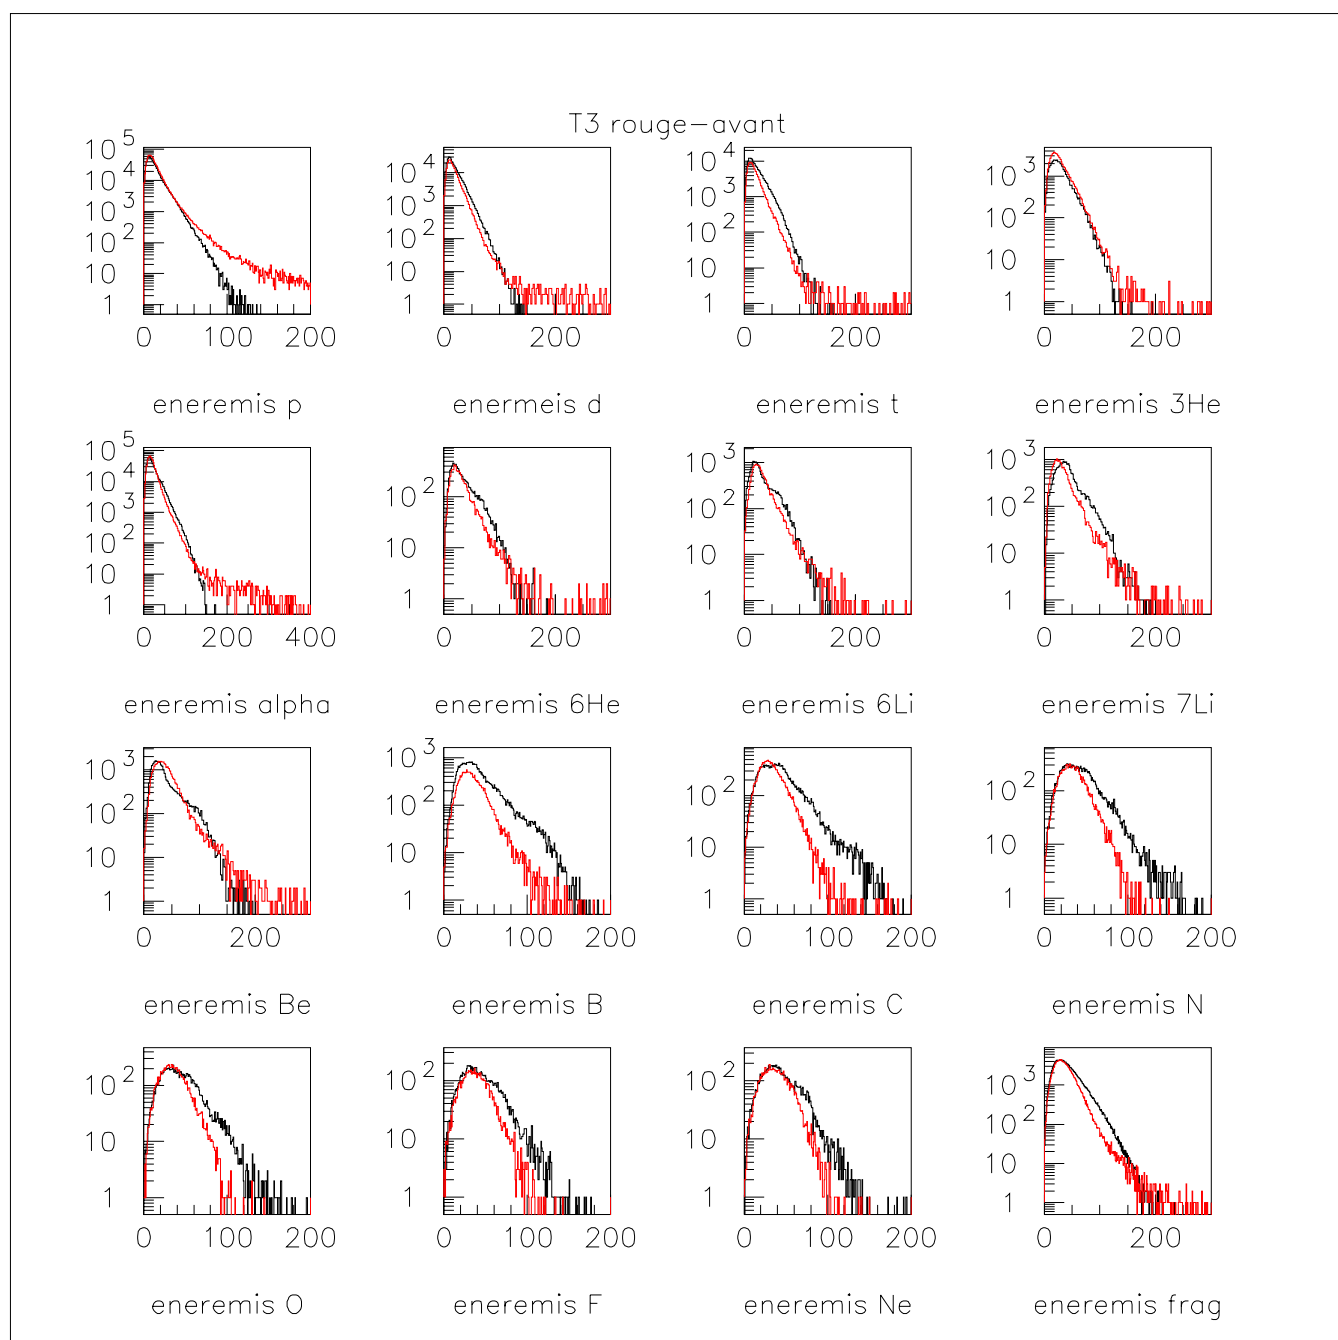 T3 rouge-avant
10^5 10^4 10^3 10^2 10 1
0 100 200
eneremis p
10^4 10^3 10^2 10 1
0 200
enermeis d
10^4 10^3 10^2 10 1
0 200
eneremis t
10^3 10^2 10 1
0 200
eneremis 3He
10^5 10^4 10^3 10^2 10 1
0 200 400
eneremis alpha
10^2 10 1
0 200
eneremis 6He
10^3 10^2 10 1
0 200
eneremis 6Li
10^3 10^2 10 1
0 200
eneremis 7Li
10^3 10^2 10 1
0 200
eneremis Be
10^3 10^2 10 1
0 100 200
eneremis B
10^2 10 1
0 100 200
eneremis C
10^2 10 1
0 100 200
eneremis N
10^2 10 1
0 100 200
eneremis O
10^2 10 1
0 100 200
eneremis F
10^2 10 1
0 100 200
eneremis Ne
10^3 10^2 10 1
0 200
eneremis frag